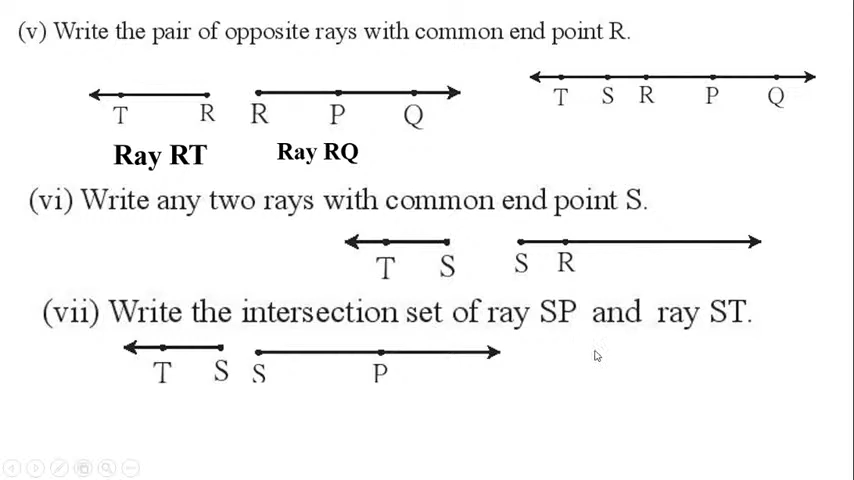 (v) Write the pair of opposite rays with common end point R.
T R R P Q
T S R P Q
Ray RT Ray RQ
(vi) Write any two rays with common end point S.
T S S R
(vii) Write the intersection set of ray SP and ray ST.
T S S P